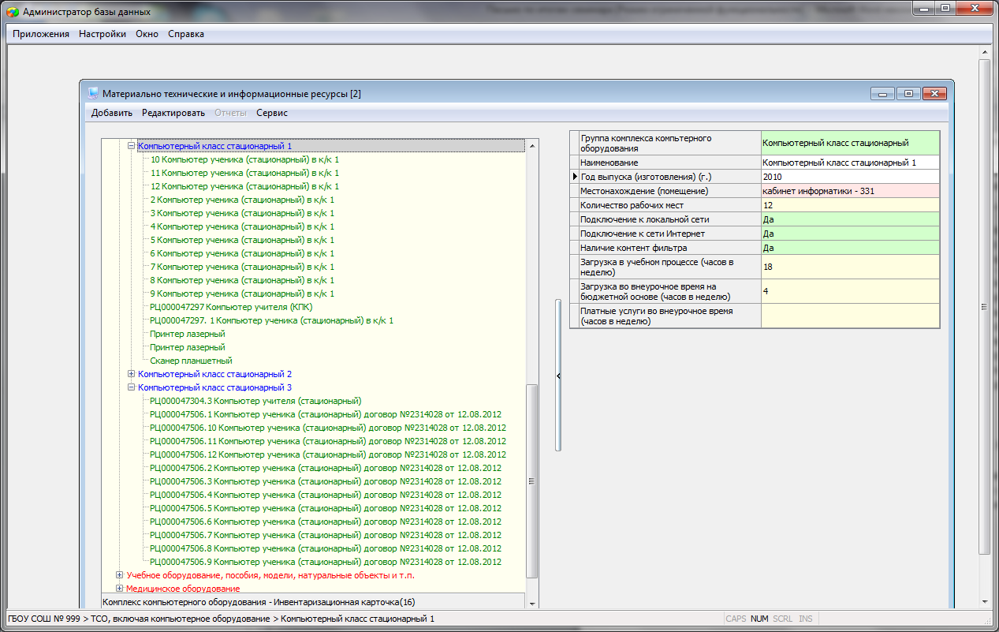 Администратор базы данных
Приложения Настройки Окно Справка
Материально технические и информационные ресурсы [2]
Добавить Редактировать Отчеты Сервис
Компьютерный класс стационарный 1
10 Компьютер ученика (стационарный) в к/к 1
11 Компьютер ученика (стационарный) в к/к 1
12 Компьютер ученика (стационарный) в к/к 1
2 Компьютер ученика (стационарный) в к/к 1
3 Компьютер ученика (стационарный) в к/к 1
4 Компьютер ученика (стационарный) в к/к 1
5 Компьютер ученика (стационарный) в к/к 1
6 Компьютер ученика (стационарный) в к/к 1
7 Компьютер ученика (стационарный) в к/к 1
8 Компьютер ученика (стационарный) в к/к 1
9 Компьютер ученика (стационарный) в к/к 1
РЦ000047297 Компьютер учителя (КПК)
РЦ000047297. 1 Компьютер ученика (стационарный) в к/к 1
Принтер лазерный
Принтер лазерный
Сканер планшетный
Компьютерный класс стационарный 2
Компьютерный класс стационарный 3
РЦ000047304.3 Компьютер учителя (стационарный)
РЦ000047506.1 Компьютер ученика (стационарный) договор №2314028 от 12.08.2012
РЦ000047506.10 Компьютер ученика (стационарный) договор №2314028 от 12.08.2012
РЦ000047506.11 Компьютер ученика (стационарный) договор №2314028 от 12.08.2012
РЦ000047506.12 Компьютер ученика (стационарный) договор №2314028 от 12.08.2012
РЦ000047506.2 Компьютер ученика (стационарный) договор №2314028 от 12.08.2012
РЦ000047506.3 Компьютер ученика (стационарный) договор №2314028 от 12.08.2012
РЦ000047506.4 Компьютер ученика (стационарный) договор №2314028 от 12.08.2012
РЦ000047506.5 Компьютер ученика (стационарный) договор №2314028 от 12.08.2012
РЦ000047506.6 Компьютер ученика (стационарный) договор №2314028 от 12.08.2012
РЦ000047506.7 Компьютер ученика (стационарный) договор №2314028 от 12.08.2012
РЦ000047506.8 Компьютер ученика (стационарный) договор №2314028 от 12.08.2012
РЦ000047506.9 Компьютер ученика (стационарный) договор №2314028 от 12.08.2012
Учебное оборудование, пособия, модели, натуральные объекты и т.п.
Медицинское оборудование
Комплекс компьютерного оборудования - Инвентаризационная карточка(16)
Группа комплекса компьтерного
оборудования
Компьютерный класс стационарный
Наименование Компьютерный класс стационарный 1
Год выпуска (изготовления) (г.) 2010
Местонахождение (помещение) кабинет информатики - 331
Количество рабочих мест 12
Подключение к локальной сети Да
Подключение к сети Интернет Да
Наличие контент фильтра Да
Загрузка в учебном процессе (часов в
неделю)
18
Загрузка во внеурочное время на
бюджетной основе (часов в неделю)
4
Платные услуги во внеурочное время
(часов в неделю)
ГБОУ СОШ № 999 > ТСО, включая компьютерное оборудование > Компьютерный класс стационарный 1
CAPS NUM SCRL INS